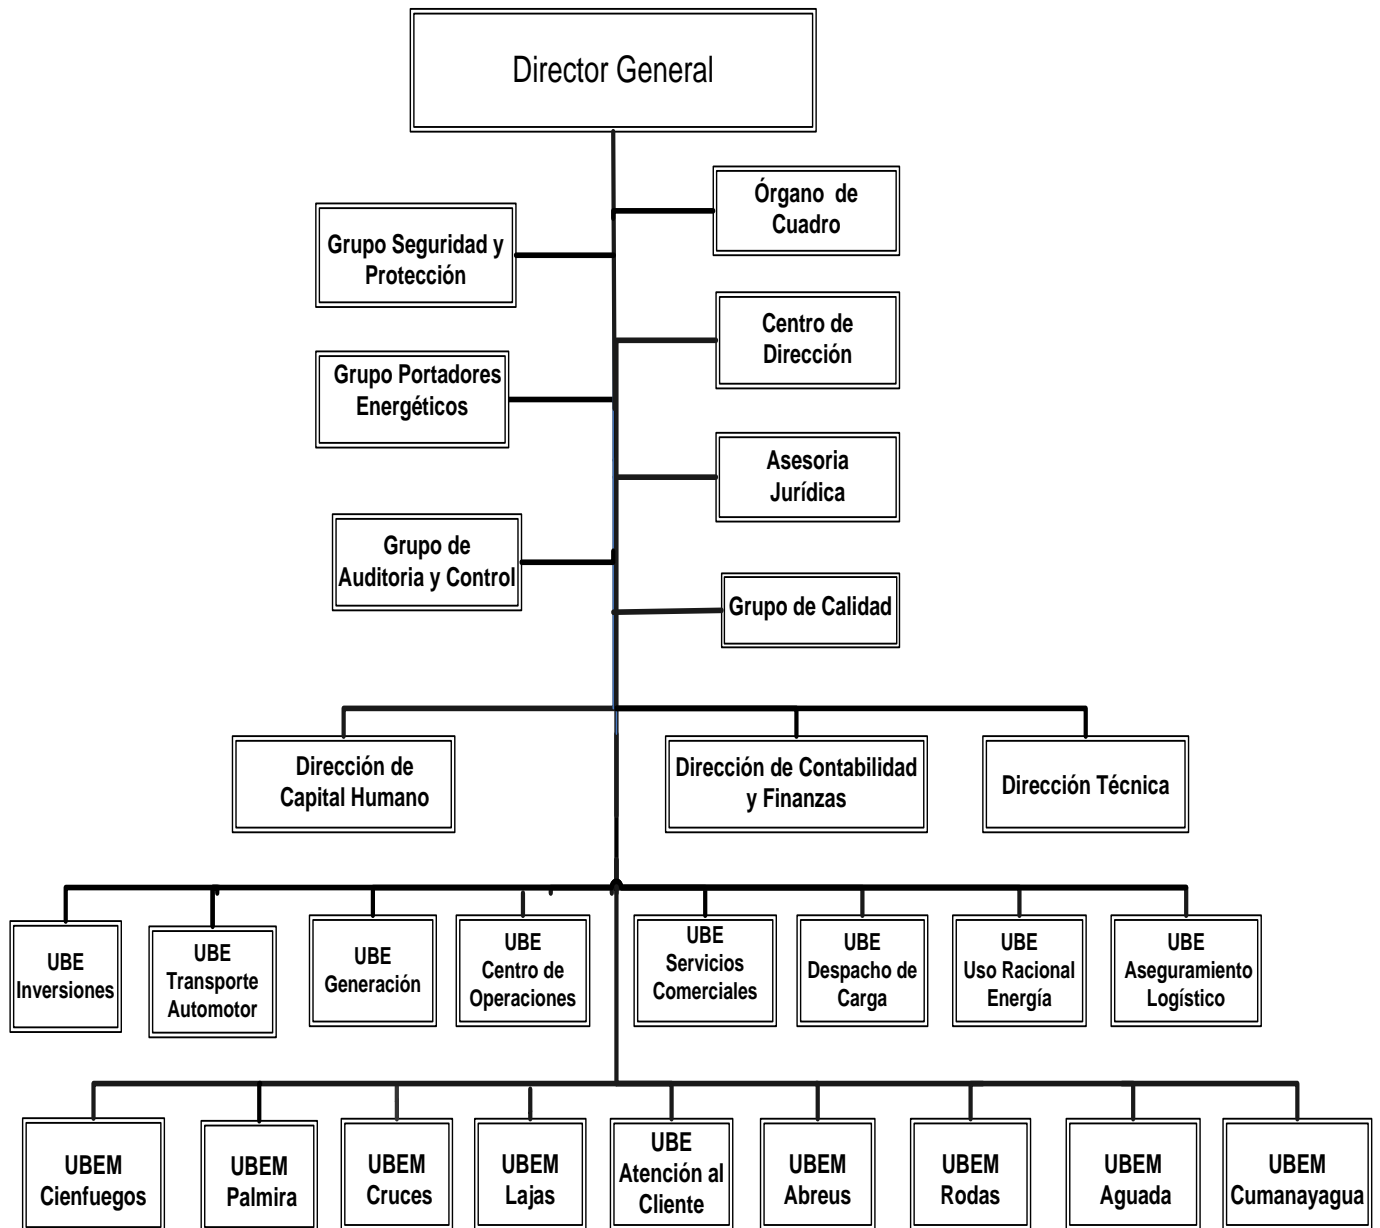 Director General
Órgano de
Cuadro
Grupo Seguridad y
Protección
Centro de
Dirección
Grupo Portadores
Energéticos
Asesoria
Jurídica
Grupo de
Auditoria y Control
Grupo de Calidad
Dirección de
Capital Humano
Dirección de Contabilidad
y Finanzas
Dirección Técnica
UBE
Inversiones
UBE
Transporte
Automotor
UBE
Generación
UBE
Centro de
Operaciones
UBE
Servicios
Comerciales
UBE
Despacho de
Carga
UBE
Uso Racional
Energía
UBE
Aseguramiento
Logístico
UBEM
Cienfuegos
UBEM
Palmira
UBEM
Cruces
UBEM
Lajas
UBE
Atención al
Cliente
UBEM
Abreus
UBEM
Rodas
UBEM
Aguada
UBEM
Cumanayagua